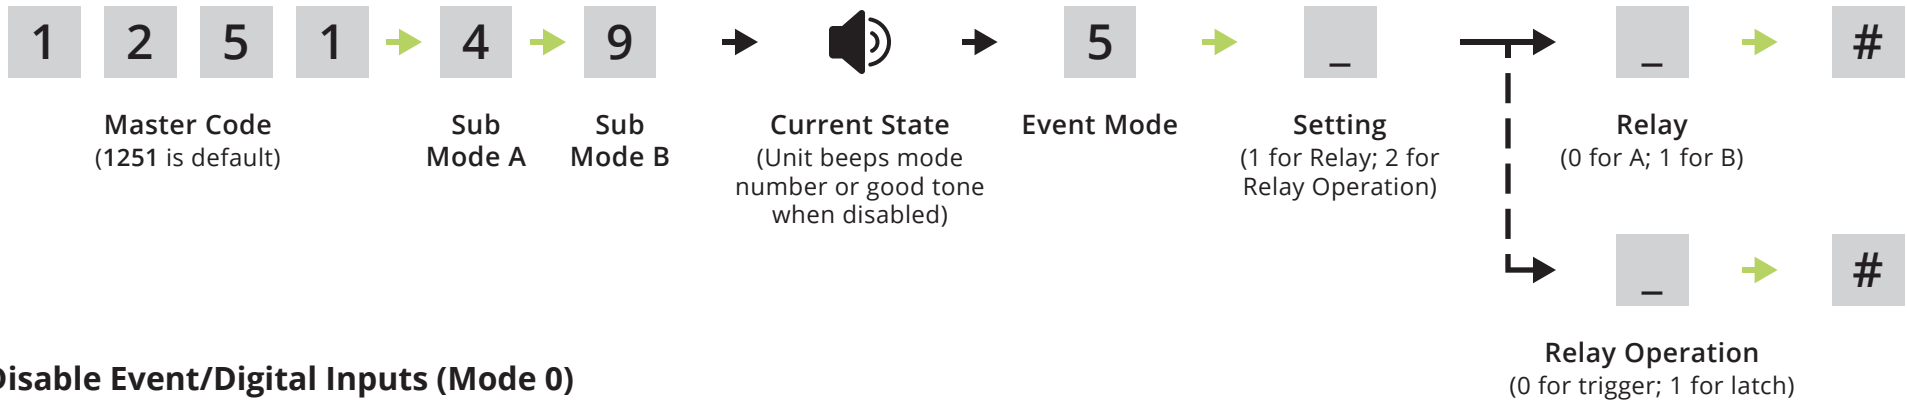 1 2 5 1 4 9 5 _ _ #
Master Code
(1251 is default)
Sub
Mode A
Sub
Mode B
Current State
(Unit beeps mode
number or good tone
when disabled)
Event Mode
Setting
(1 for Relay; 2 for
Relay Operation)
Relay
(0 for A; 1 for B)
_ #
Relay Operation
(0 for trigger; 1 for latch)
Disable Event/Digital Inputs (Mode 0)